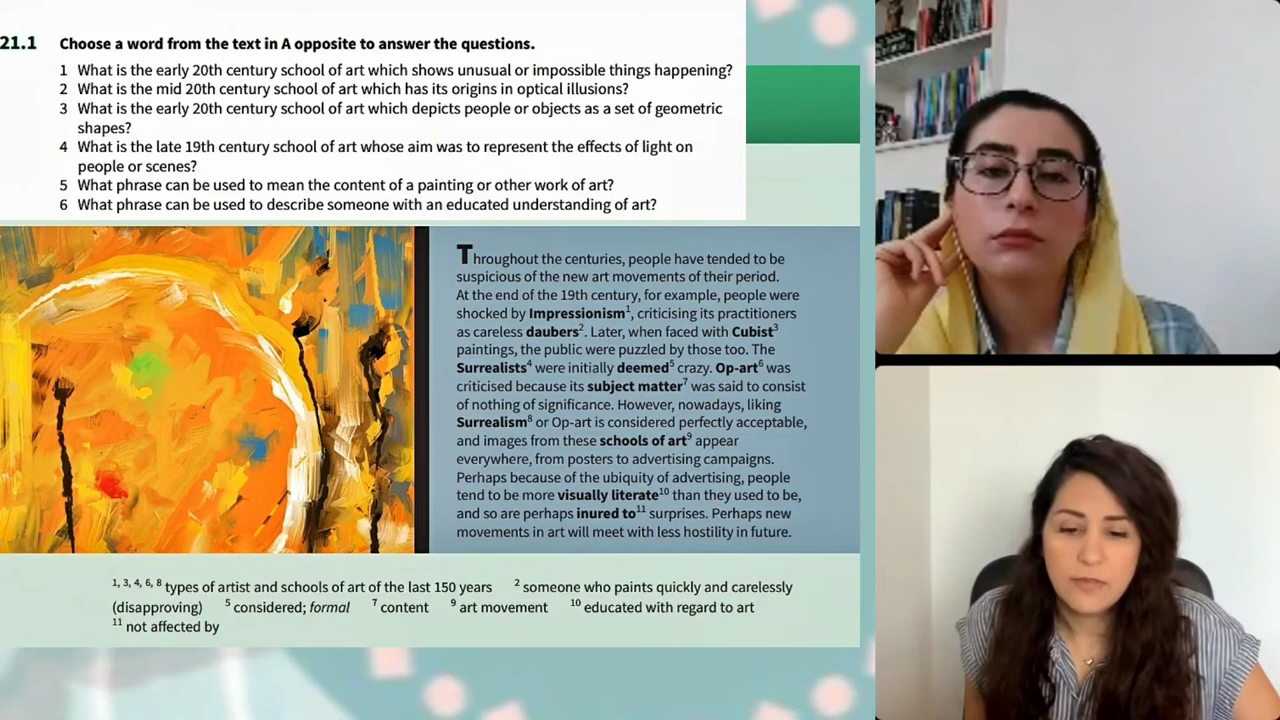 21.1 Choose a word from the text in A opposite to answer the questions.
1 What is the early 20th century school of art which shows unusual or impossible things happening?
2 What is the mid 20th century school of art which has its origins in optical illusions?
3 What is the early 20th century school of art which depicts people or objects as a set of geometric
shapes?
4 What is the late 19th century school of art whose aim was to represent the effects of light on
people or scenes?
5 What phrase can be used to mean the content of a painting or other work of art?
6 What phrase can be used to describe someone with an educated understanding of art?
Throughout the centuries, people have tended to be
suspicious of the new art movements of their period.
At the end of the 19th century, for example, people were
shocked by Impressionism¹, criticising its practitioners
as careless daubers². Later, when faced with Cubist³
paintings, the public were puzzled by those too. The
Surrealists⁴ were initially deemed⁵ crazy. Op-art⁶ was
criticised because its subject matter⁷ was said to consist
of nothing of significance. However, nowadays, liking
Surrealism⁸ or Op-art is considered perfectly acceptable,
and images from these schools of art⁹ appear
everywhere, from posters to advertising campaigns.
Perhaps because of the ubiquity of advertising, people
tend to be more visually literate¹⁰ than they used to be,
and so are perhaps inured to¹¹ surprises. Perhaps new
movements in art will meet with less hostility in future.
¹, ³, ⁴, ⁶, ⁸ types of artist and schools of art of the last 150 years ² someone who paints quickly and carelessly
(disapproving) ⁵ considered; formal ⁷ content ⁹ art movement ¹⁰ educated with regard to art
¹¹ not affected by